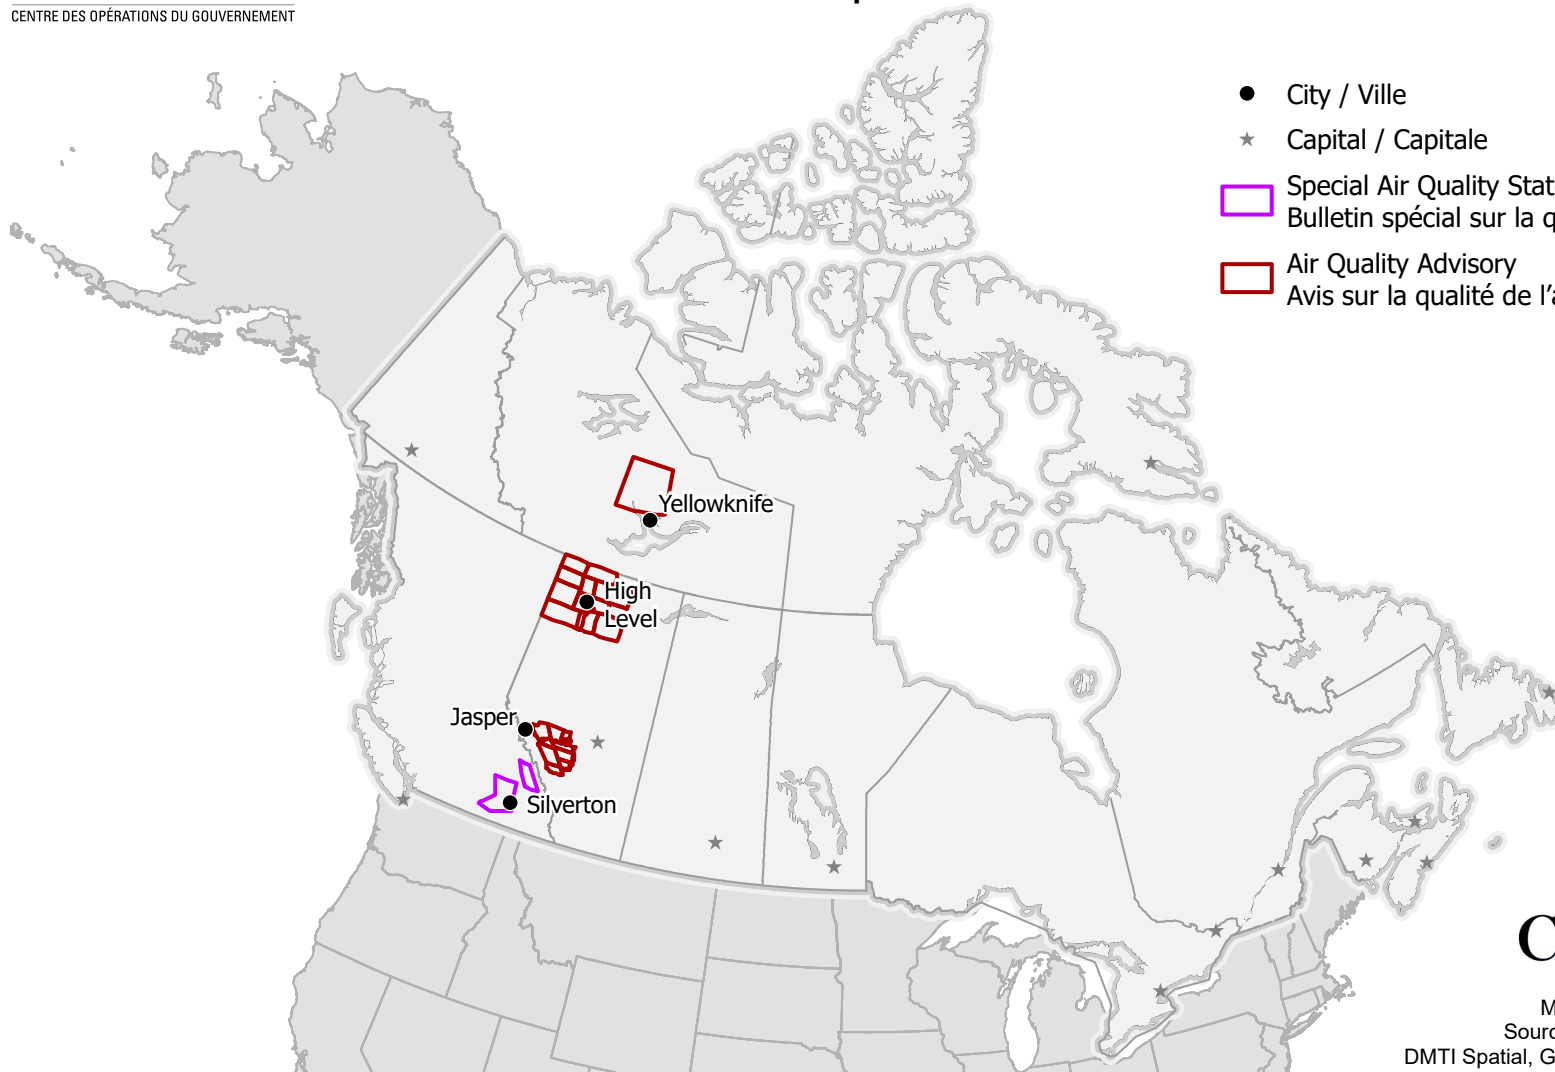 CENTRE DES OPÉRATIONS DU GOUVERNEMENT
City / Ville
Capital / Capitale
Special Air Quality Stat
Bulletin spécial sur la q
Air Quality Advisory
Avis sur la qualité de l'a
Yellowknife
High
Level
Jasper
Silverton
C
M
Sourc
DMTI Spatial, G